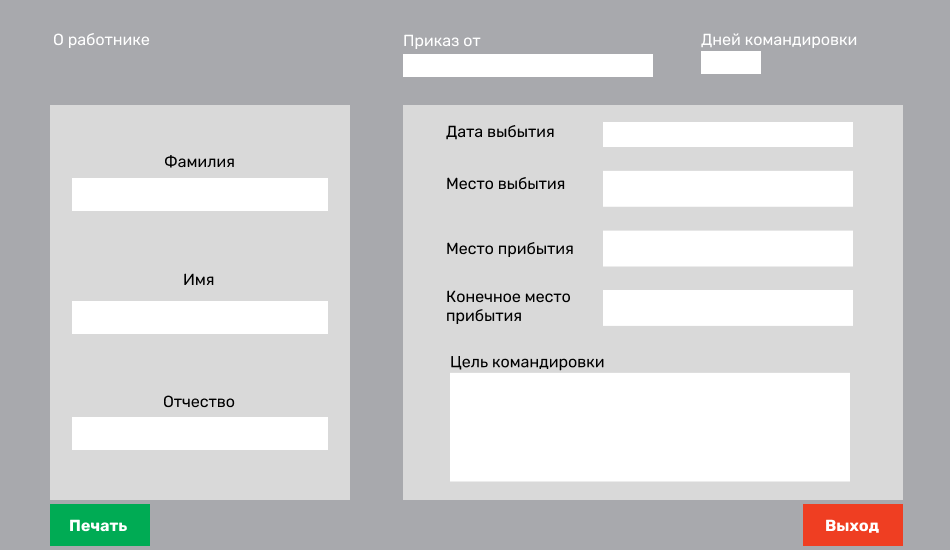 О работнике
Приказ от
Дней командировки
Фамилия
Имя
Отчество
Дата выбытия
Место выбытия
Место прибытия
Конечное место
прибытия
Цель командировки
Печать
Выход